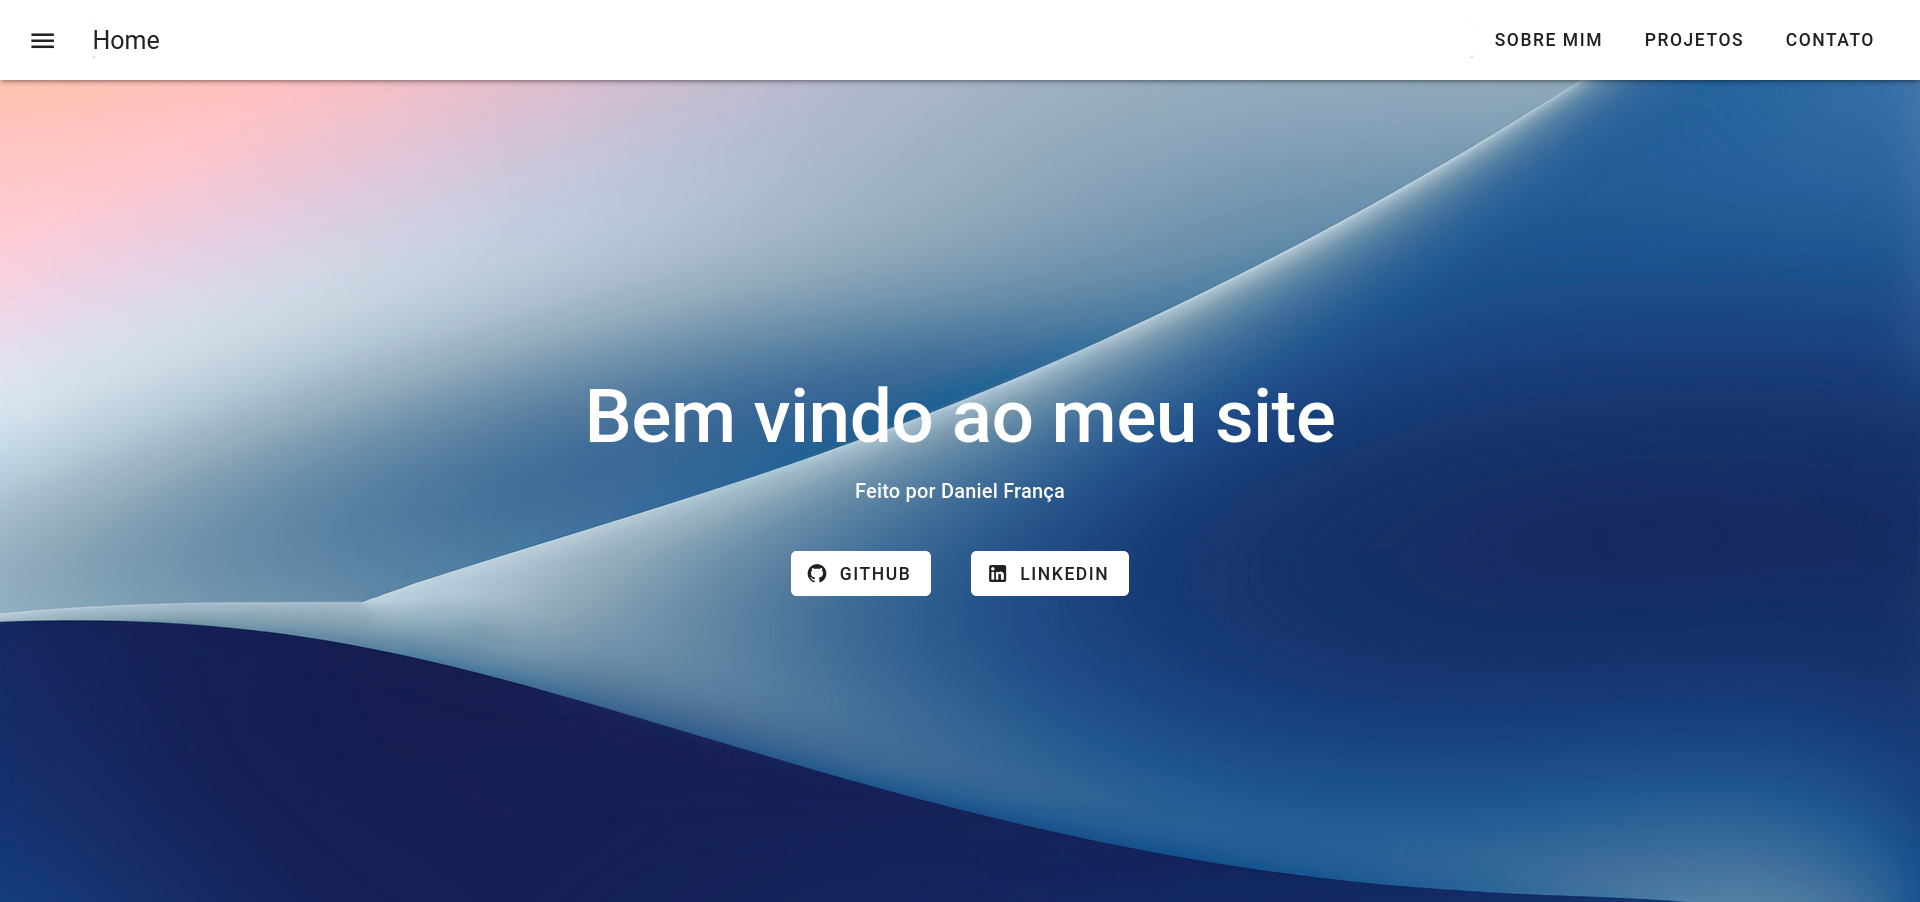 Home
SOBRE MIM
PROJETOS
CONTATO
Bem vindo ao meu site
Feito por Daniel França
GITHUB
LINKEDIN